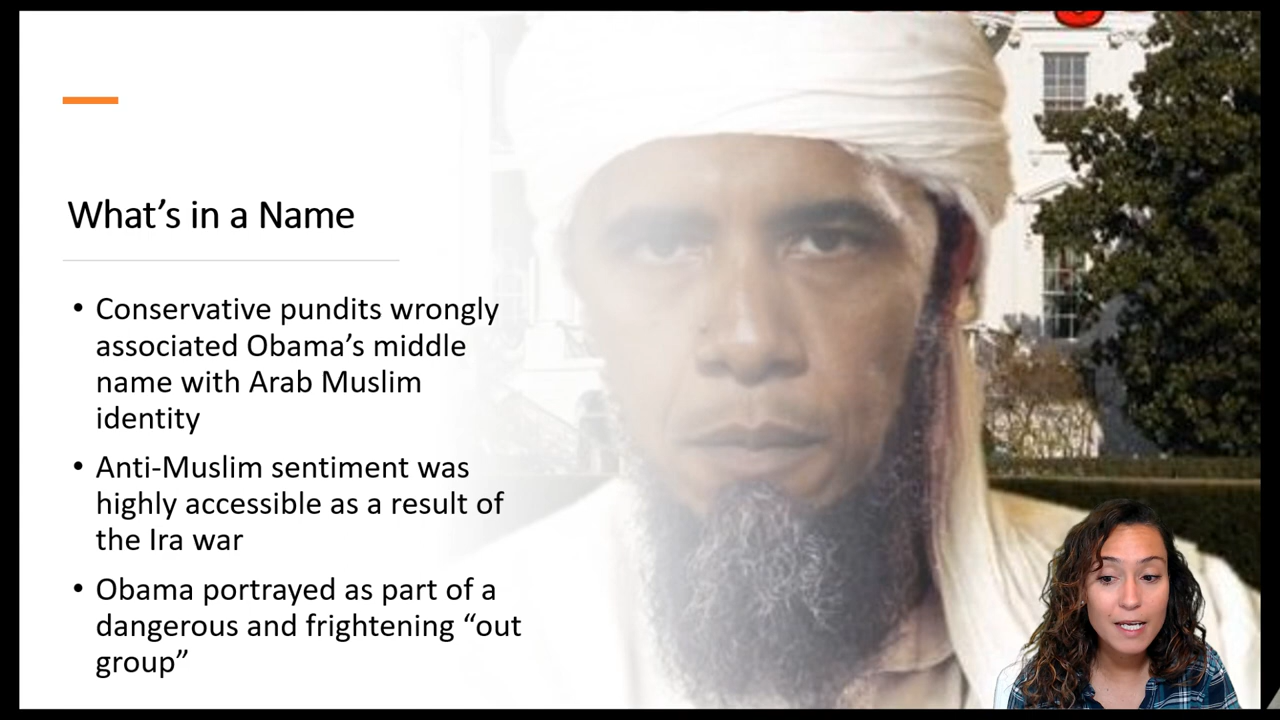 What’s in a Name
• Conservative pundits wrongly
associated Obama’s middle
name with Arab Muslim
identity
• Anti-Muslim sentiment was
highly accessible as a result of
the Ira war
• Obama portrayed as part of a
dangerous and frightening “out
group”